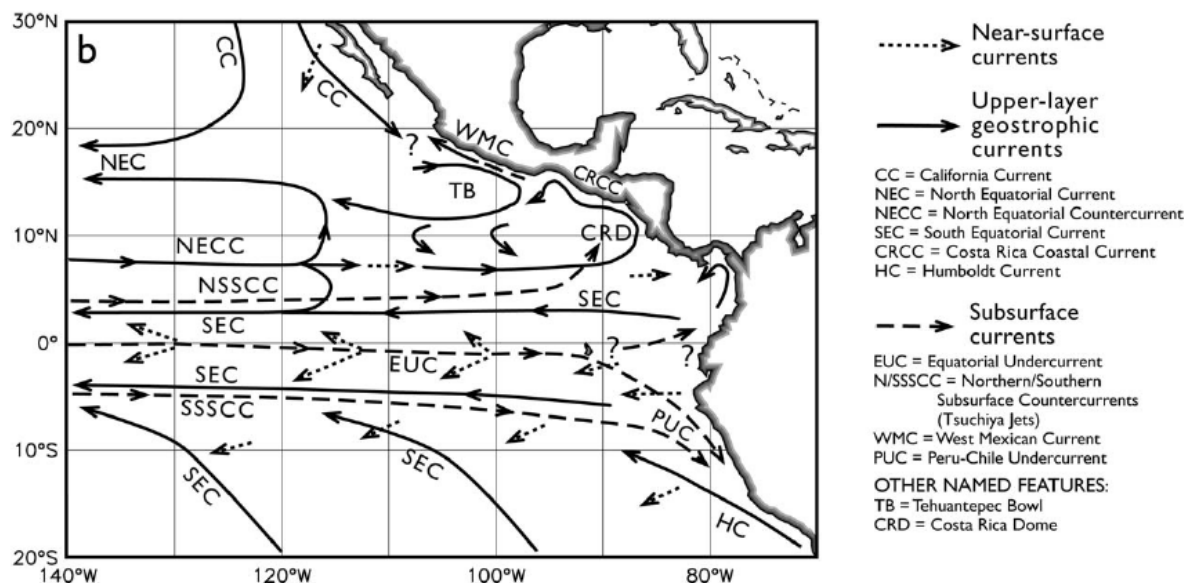 30°N
b
CC
CC
20°N
?
WMC
NEC
TB
CRCC
10°N
NECC
CRD
NSSCC
SEC
SEC
0°
EUC
?
?
SEC
SSSCC
PUC
10°S
SEC
SEC
HC
20°S
140°W
120°W
100°W
80°W
Near-surface
currents
Upper-layer
geostrophic
currents
CC = California Current
NEC = North Equatorial Current
NECC = North Equatorial Countercurrent
SEC = South Equatorial Current
CRCC = Costa Rica Coastal Current
HC = Humboldt Current
Subsurface
currents
EUC = Equatorial Undercurrent
N/SSSCC = Northern/Southern
Subsurface Countercurrents
(Tsuchiya Jets)
WMC = West Mexican Current
PUC = Peru-Chile Undercurrent
OTHER NAMED FEATURES:
TB = Tehuantepec Bowl
CRD = Costa Rica Dome